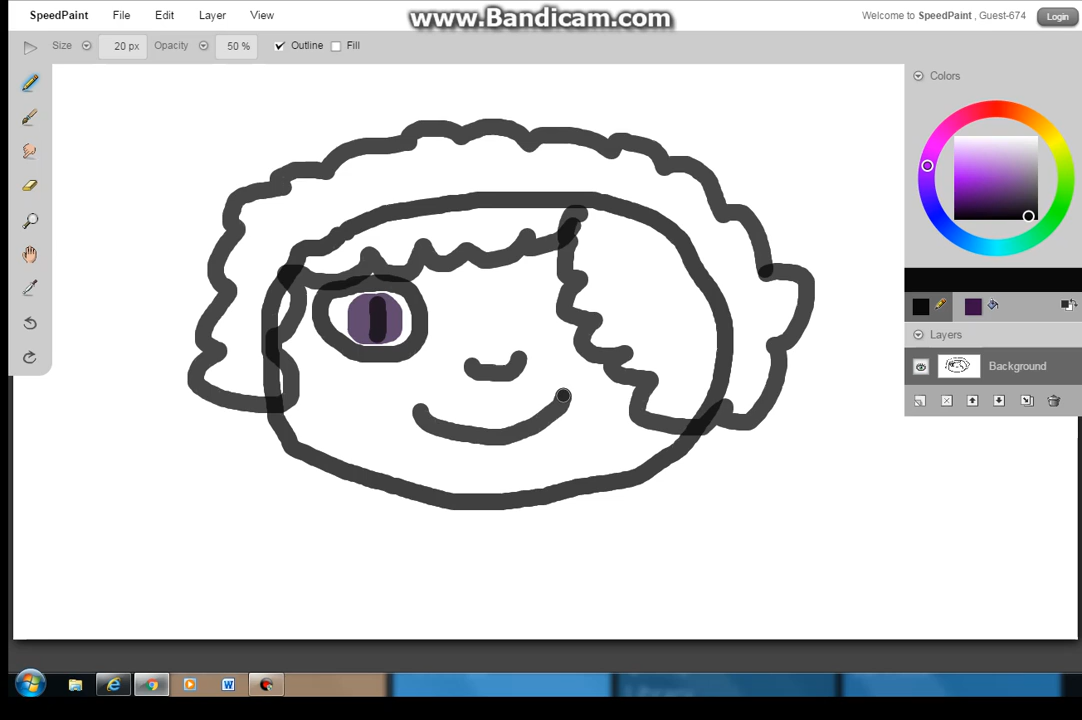 www.Bandicam.com
SpeedPaint File Edit Layer View Welcome to SpeedPaint , Guest-674 Login
Size 20 px Opacity 50 % Outline Fill
Colors
Layers
Background
Library